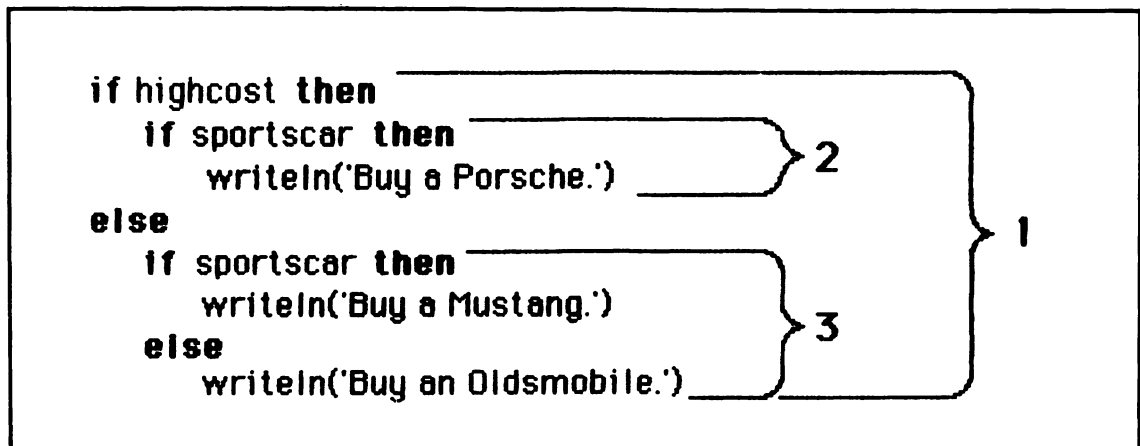 if highcost then
if sportscar then
writeln('Buy a Porsche.')
2
else
1
if sportscar then
writeln('Buy a Mustang.')
3
else
writeln('Buy an Oldsmobile.')